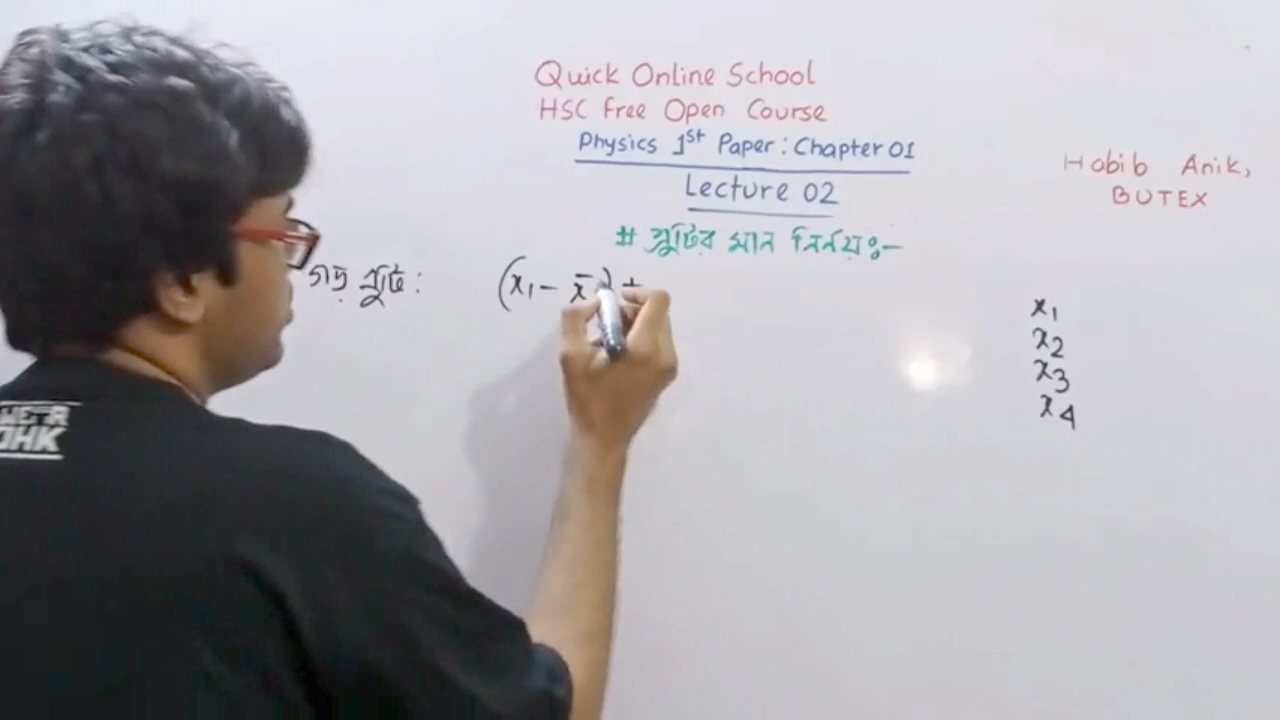 Quick Online School
HSC Free Open Course
Physics 1st Paper : Chapter 01
Lecture 02
Habib Anik,
BUTEX
# ত্রুটির মান নির্নয়ঃ-
গড় ত্রুটি : (x₁ - x̄) +
x₁
x₂
x₃
x₄